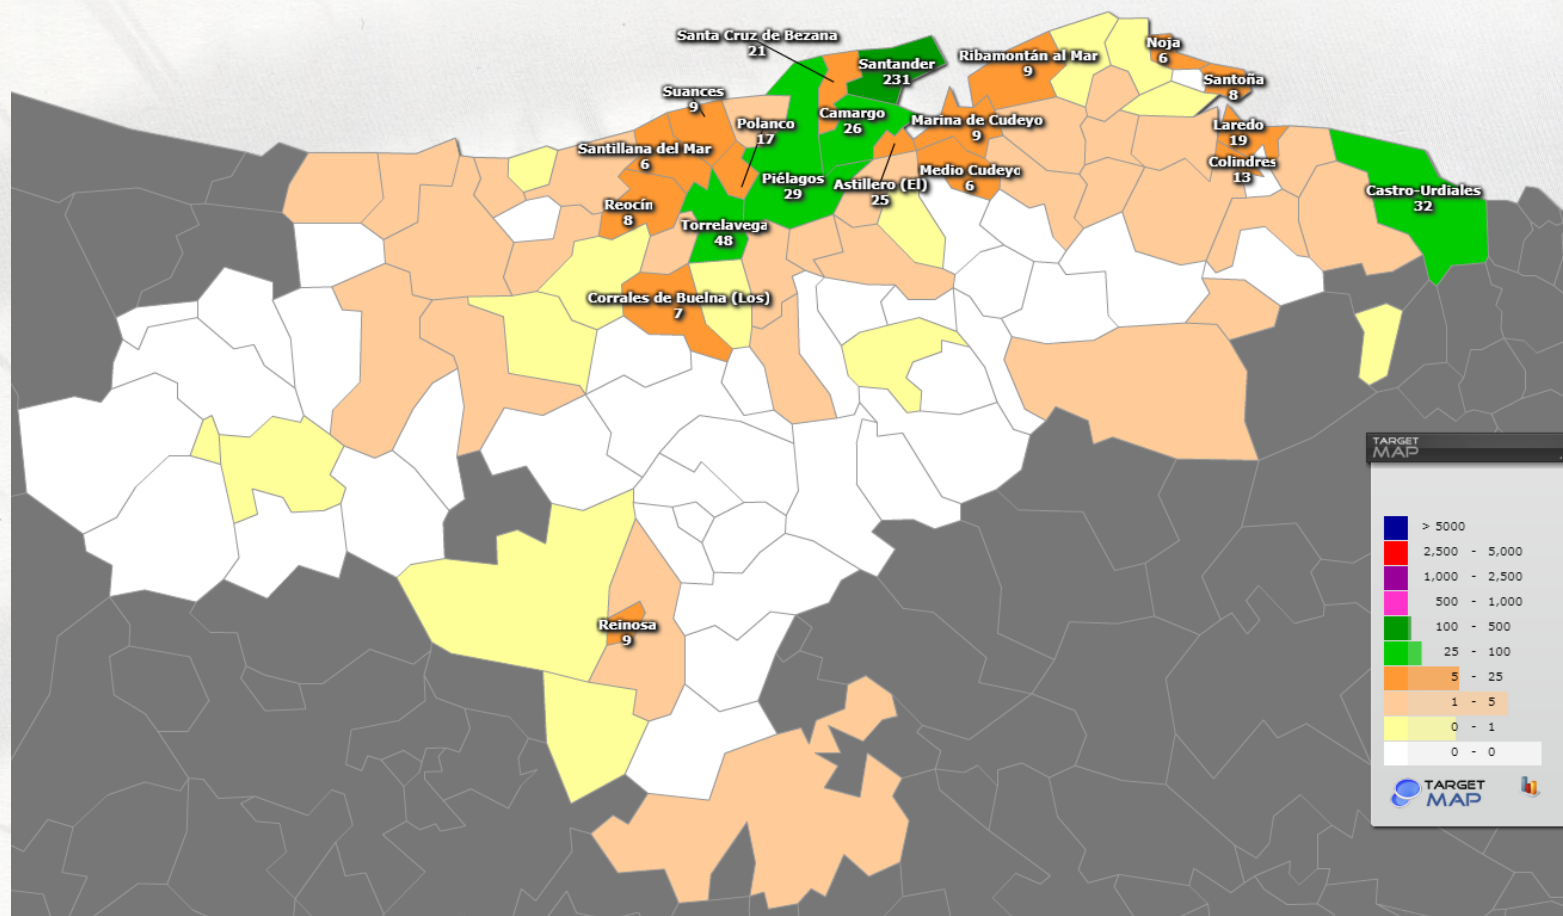 Santa Cruz de Bezana
21
Santander
231
Ribamontán al Mar
9
Noja
6
Santoña
8
Suances
9
Polanco
17
Camargo
26
Marina de Cudeyo
9
Laredo
19
Santillana del Mar
6
Colindres
13
Medio Cudeyo
6
Piélagos
29
Astillero (El)
25
Castro-Urdiales
32
Reocín
8
Torrelavega
48
Corrales de Buelna (Los)
7
Reinosa
9
TARGET
MAP
> 5000
2,500 - 5,000
1,000 - 2,500
500 - 1,000
100 - 500
25 - 100
5 - 25
1 - 5
0 - 1
0 - 0
TARGET
MAP